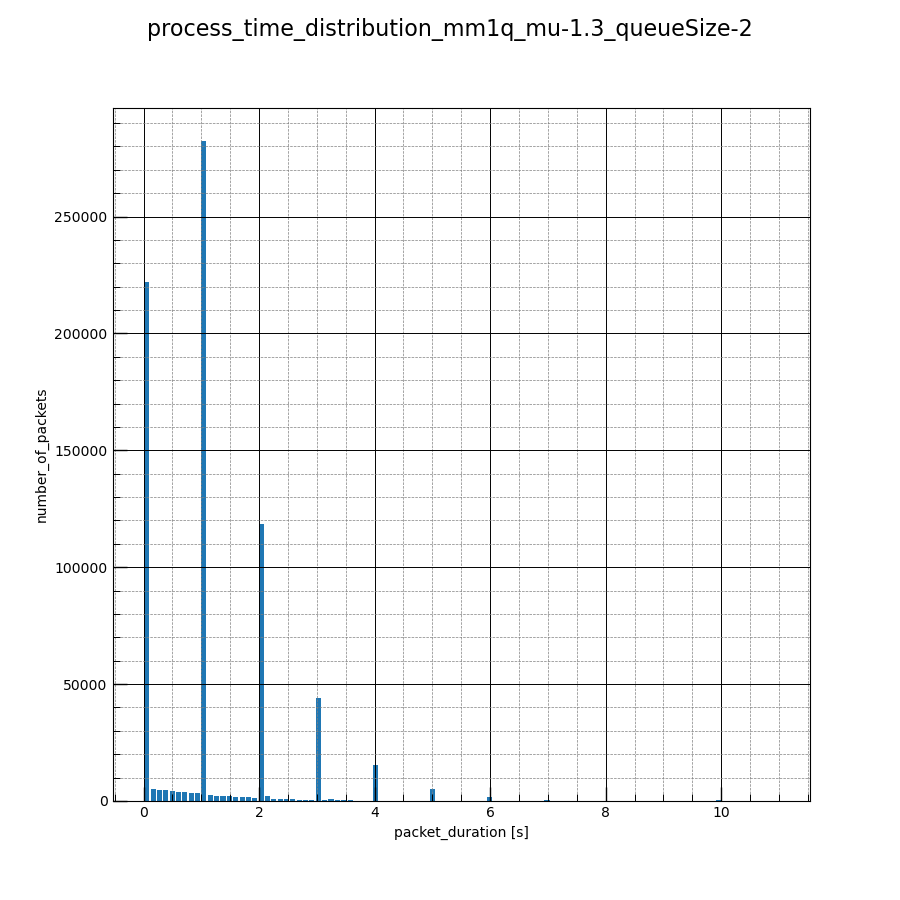 process_time_distribution_mm1q_mu-1.3_queueSize-2
number_of_packets
250000
200000
150000
100000
50000
0
0 2 4 6 8 10
packet_duration [s]